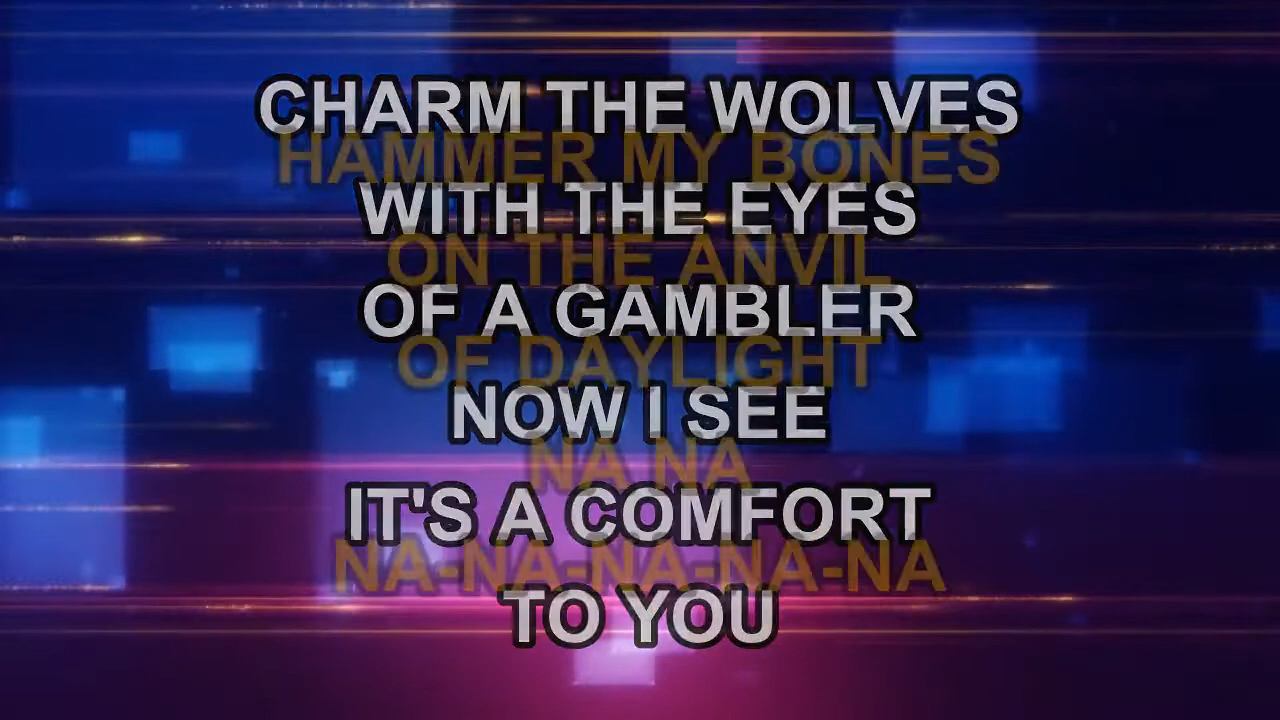 CHARM THE WOLVES
HAMMER MY BONES
WITH THE EYES
ON THE ANVIL
OF A GAMBLER
OF DAYLIGHT
NOW I SEE
NA NA
IT'S A COMFORT
NA-NA-NA-NA-NA
TO YOU